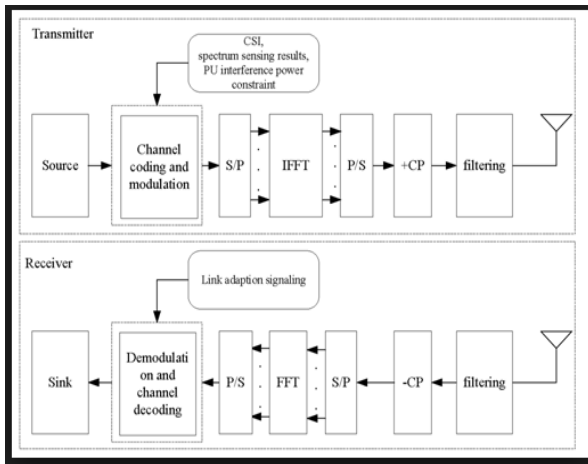 Transmitter
CSI,
spectrum sensing results,
PU interference power
constraint
Source
Channel
coding and
modulation
S/P
IFFT
P/S
+CP
filtering
Receiver
Link adaption signaling
Sink
Demodulati
on and
channel
decoding
P/S
FFT
S/P
-CP
filtering